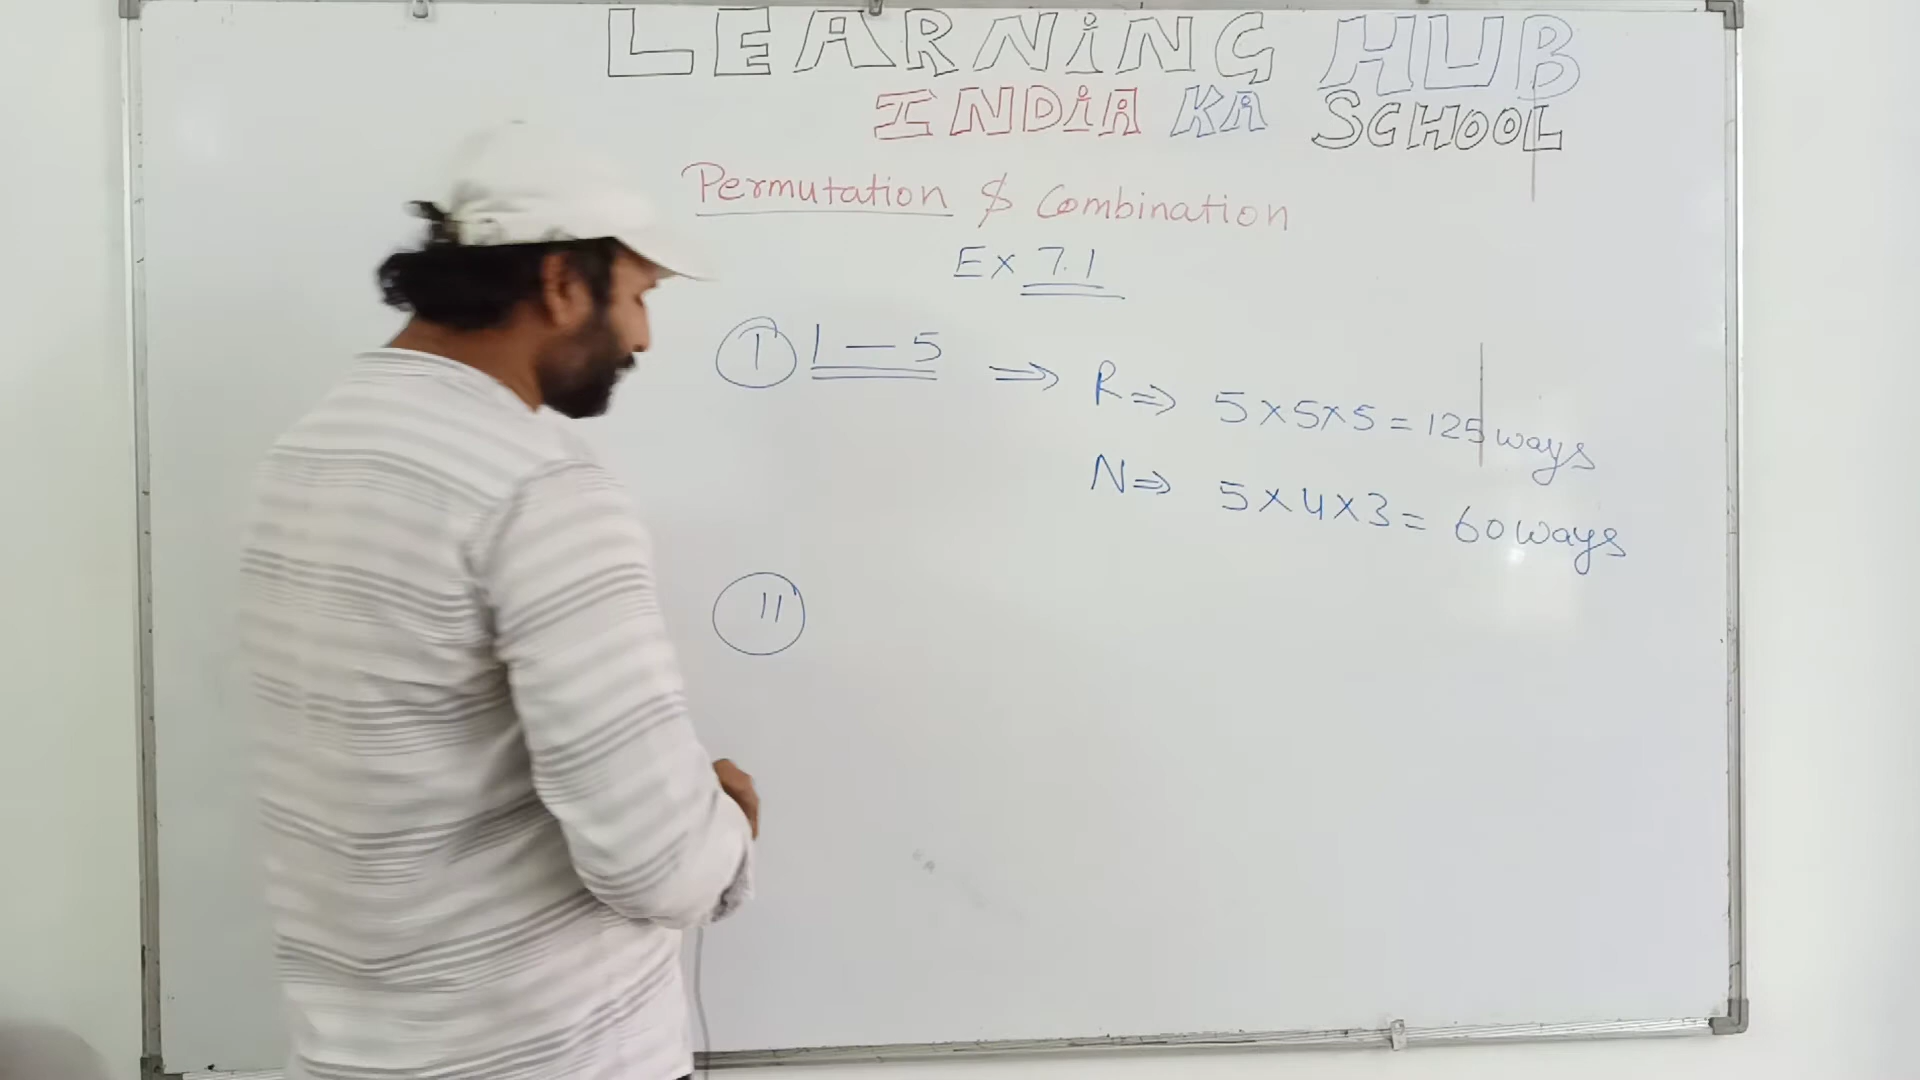 LEARNiNG HUB
INDiA KA SCHOOL
Permutation & Combination
Ex 7.1
① 1 — 5 ⇒ R ⇒ 5×5×5 = 125 ways
N ⇒ 5×4×3 = 60 ways
11